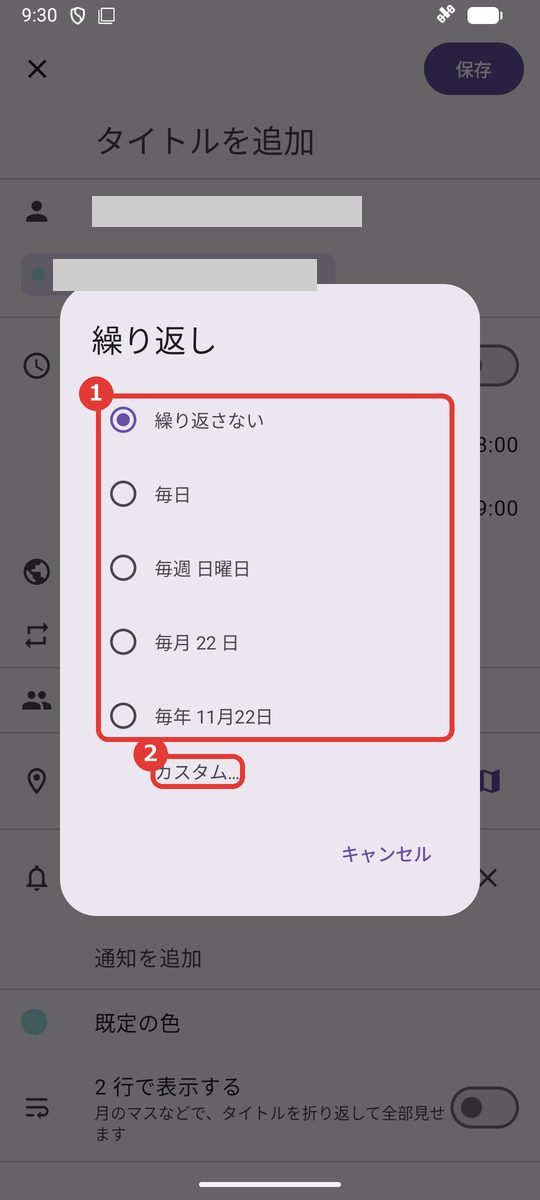 9:30
保存
タイトルを追加
繰り返し
1
繰り返さない
毎日
8:00
9:00
毎週 日曜日
毎月 22 日
毎年 11月22日
2
カスタム...
キャンセル
通知を追加
既定の色
2 行で表示する
月のマスなどで、タイトルを折り返して全部見せ
ます